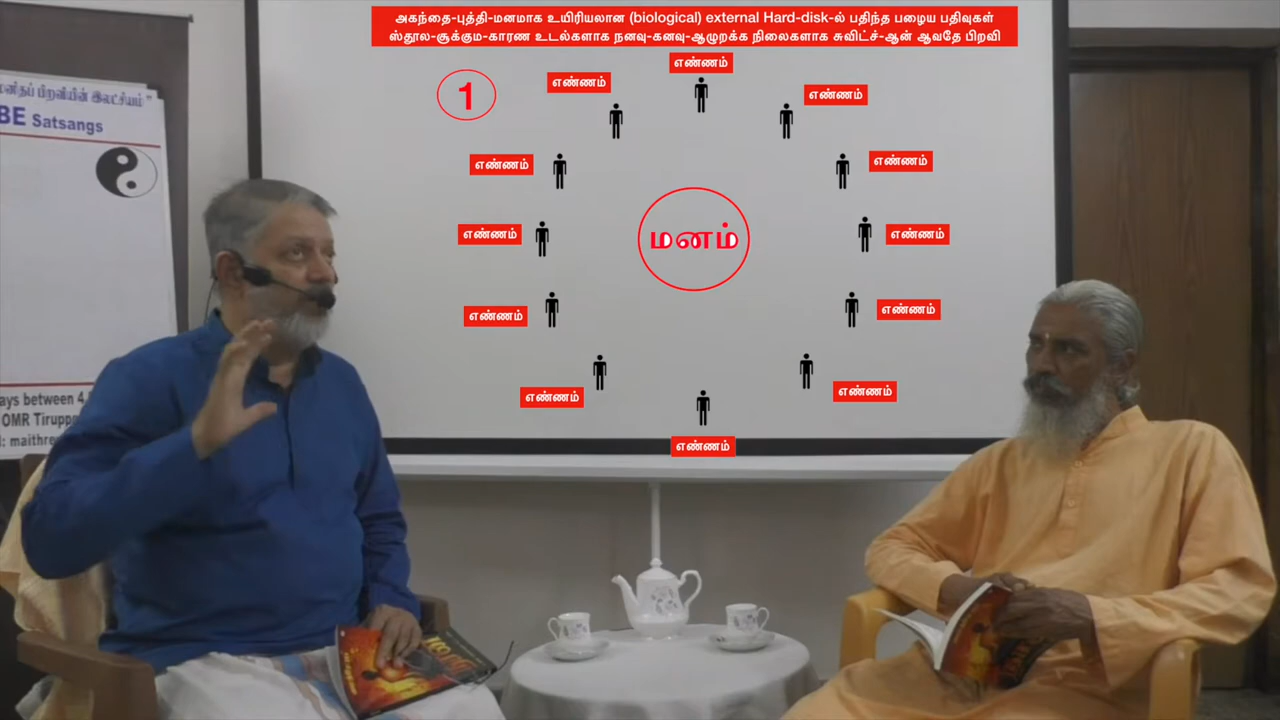 அகந்தை-புத்தி-மனமாக உயிரியலான (biological) external Hard-disk-ல் பதிந்த பழைய பதிவுகள்
ஸ்தூல-சூக்கும-காரண உடல்களாக நனவு-கனவு-ஆழுறக்க நிலைகளாக சுவிட்ச்-ஆன் ஆவதே பிறவி
1
எண்ணம்
எண்ணம்
எண்ணம்
எண்ணம்
எண்ணம்
எண்ணம்
எண்ணம்
மனம்
எண்ணம்
எண்ணம்
எண்ணம்
எண்ணம்
எண்ணம்
பிறவியின் இலட்சியம்"
BE Satsangs
ays between 4.
OMR Tiruppo
l: maithre